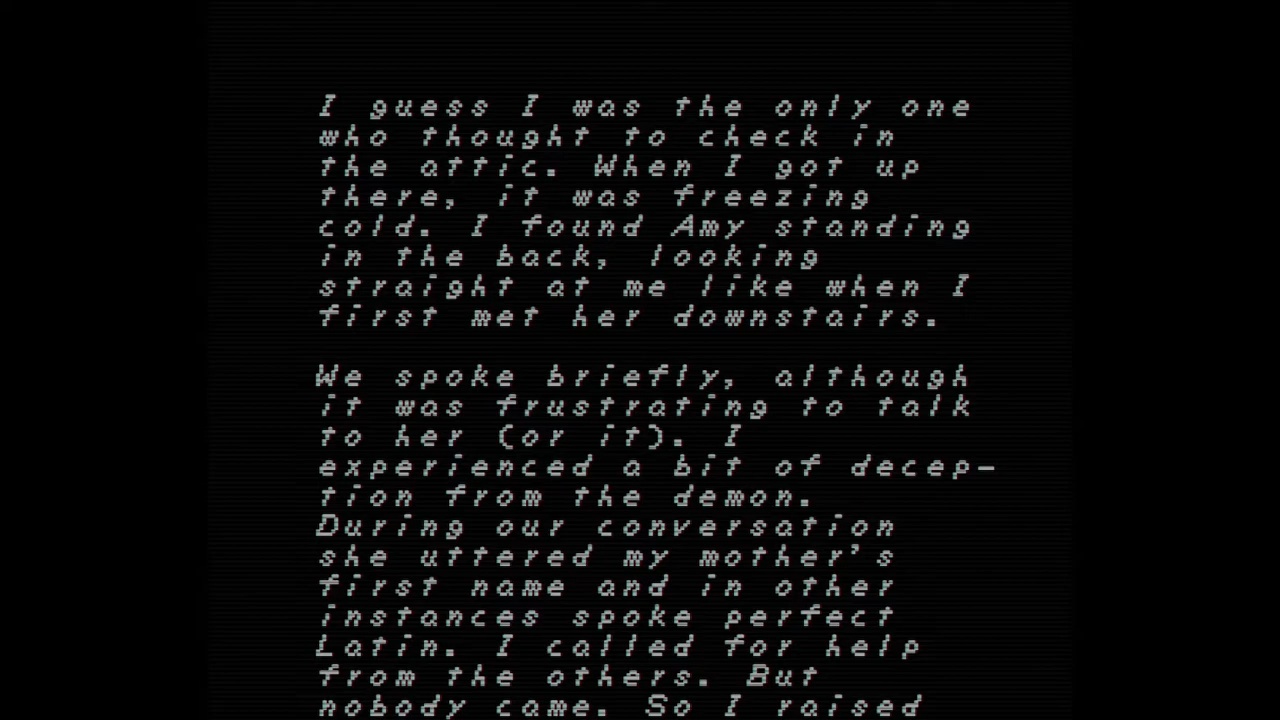 I guess I was the only one
who thought to check in
the attic. When I got up
there, it was freezing
cold. I found Amy standing
in the back, looking
straight at me like when I
first met her downstairs.
We spoke briefly, although
it was frustrating to talk
to her (or it). I
experienced a bit of decep-
tion from the demon.
During our conversation
she uttered my mother's
first name and in other
instances spoke perfect
Latin. I called for help
from the others. But
nobody came. So I raised